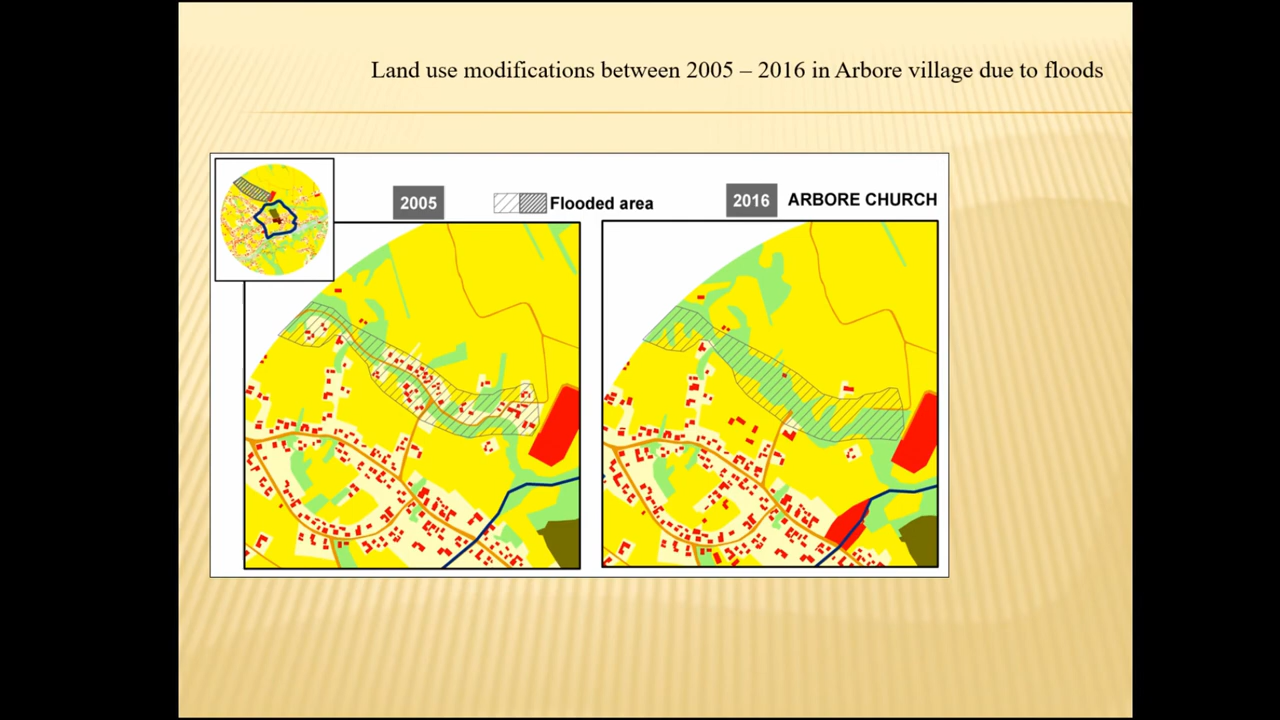 Land use modifications between 2005 – 2016 in Arbore village due to floods
2005
Flooded area
2016
ARBORE CHURCH